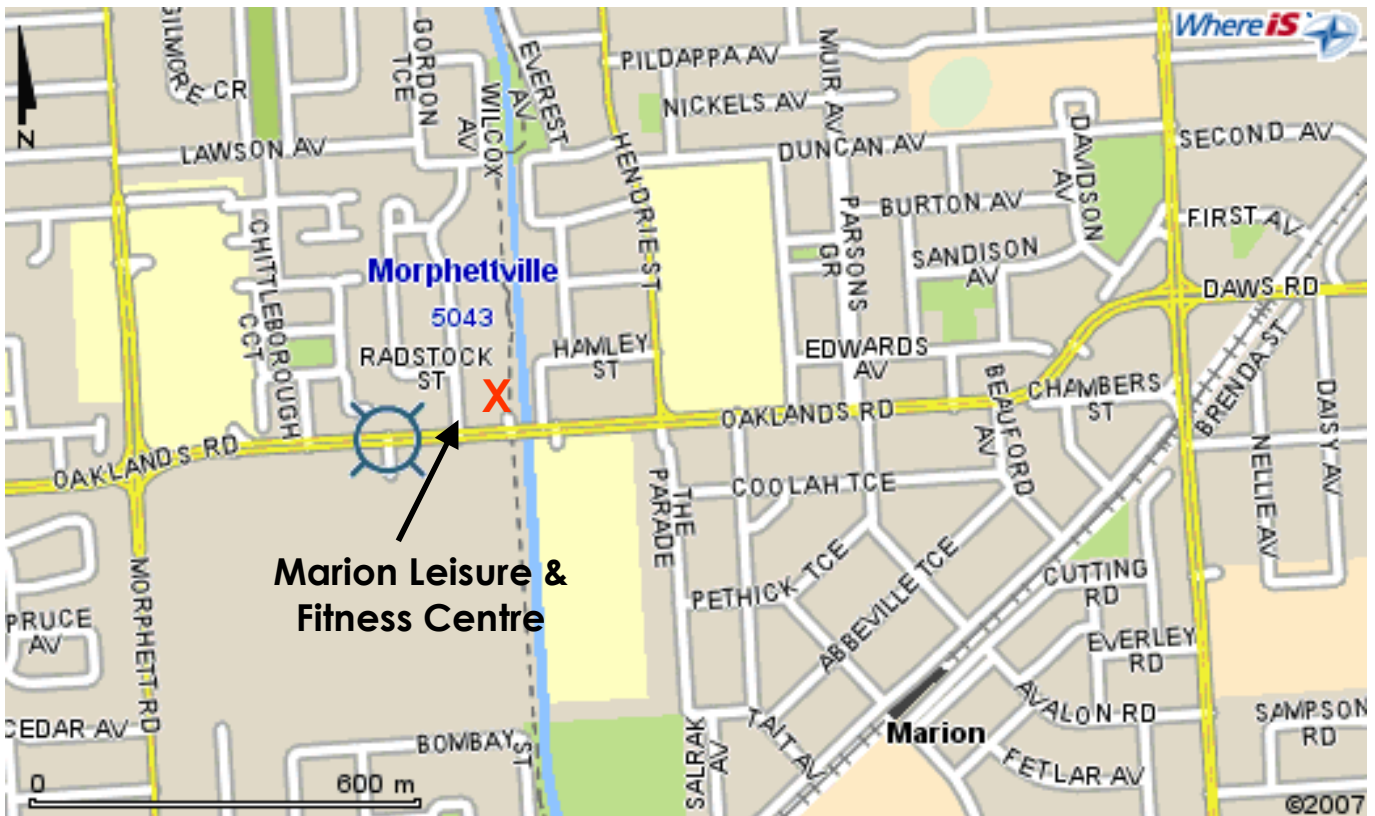 WhereiS
GILMORE CR
GORDON
TCE
WILCOX
AV
EVEREST
AV
PILDAPPA AV
NICKELS AV
MUIR AV
N
LAWSON AV
HENDRIE ST
DUNCAN AV
DAVIDSON
AV
SECOND AV
CHITTLEBOROUGH
CCT
Morphettville
5043
BURTON AV
PARSONS
GR
SANDISON
AV
FIRST AV
DAWS RD
RADSTOCK
ST
HAMLEY
ST
EDWARDS
AV
BEAUFORD
AV
CHAMBERS
ST
BRENDA ST
X
OAKLANDS RD
OAKLANDS RD
DAISY AV
NELLIE AV
THE
PARADE
COOLAH TCE
Marion Leisure &
Fitness Centre
MORPHETT RD
PRUCE
AV
PETHICK TCE
ABBEVILLE TCE
CUTTING
RD
EVERLEY
RD
CEDAR AV
BOMBAY ST
SALRAK
AV
TAIT AV
Marion
AVALON RD
SAMPSON
RD
FETLAR AV
0 600 m
©2007